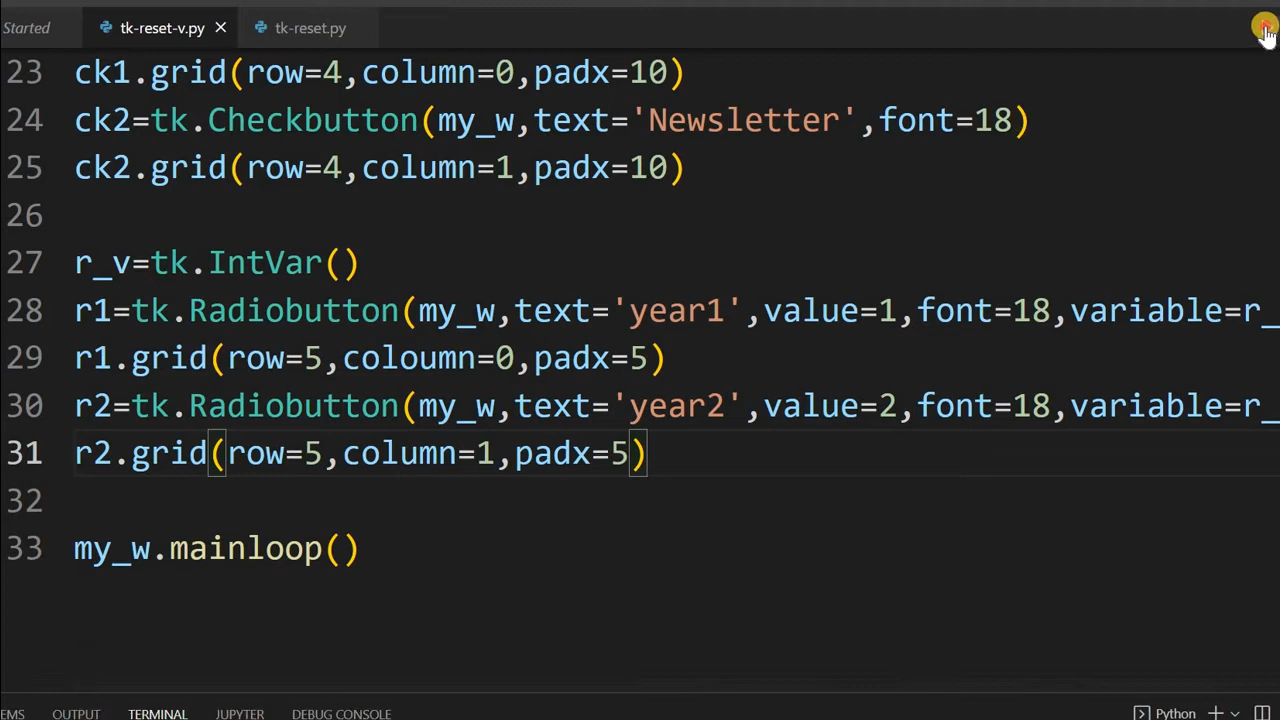 Started tk-reset-v.py tk-reset.py
23 ck1.grid(row=4,column=0,padx=10)
24 ck2=tk.Checkbutton(my_w,text='Newsletter',font=18)
25 ck2.grid(row=4,column=1,padx=10)
26
27 r_v=tk.IntVar()
28 r1=tk.Radiobutton(my_w,text='year1',value=1,font=18,variable=r_
29 r1.grid(row=5,coloumn=0,padx=5)
30 r2=tk.Radiobutton(my_w,text='year2',value=2,font=18,variable=r_
31 r2.grid(row=5,column=1,padx=5)
32
33 my_w.mainloop()
EMS OUTPUT TERMINAL JUPYTER DEBUG CONSOLE Python